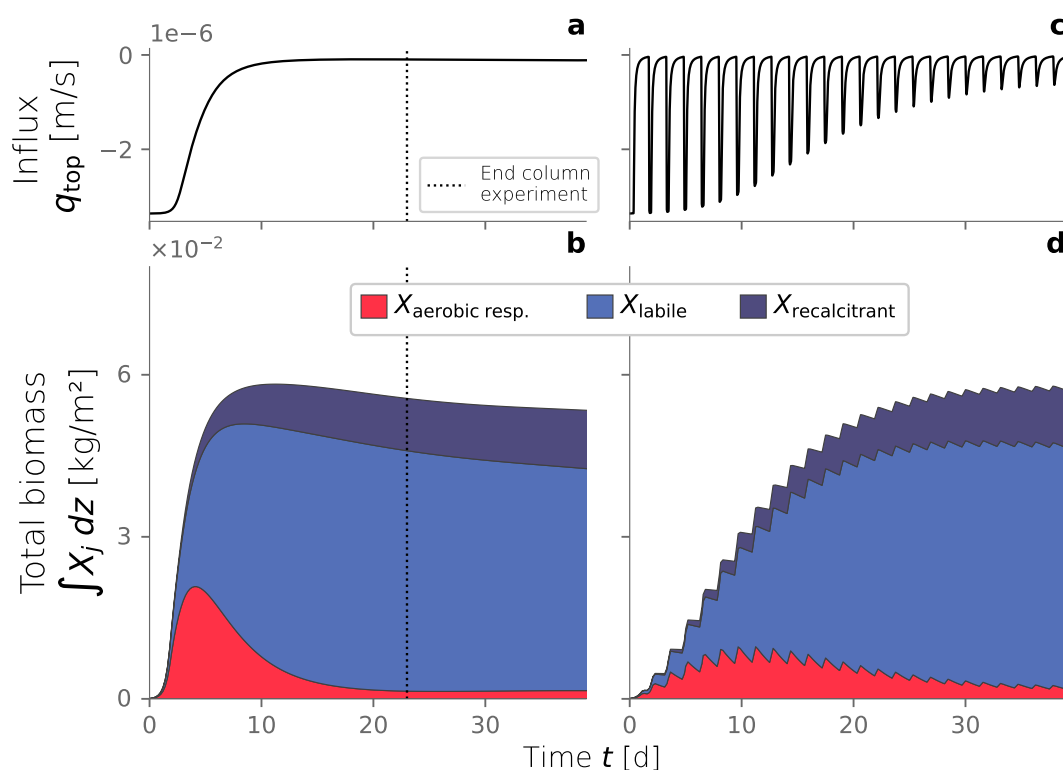 a
c
1e−6
0
−2
Influx
q_top [m/s]
End column
experiment
b
d
×10⁻²
X_aerobic resp.
X_labile
X_recalcitrant
6
3
0
Total biomass
∫ X_j dz [kg/m²]
0 10 20 30
0 10 20 30
Time t [d]